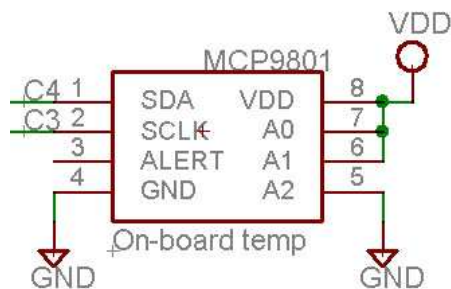 VDD
MCP9801
C4 1 SDA VDD 8
C3 2 SCLK A0 7
3 ALERT A1 6
4 GND A2 5
On-board temp
GND GND